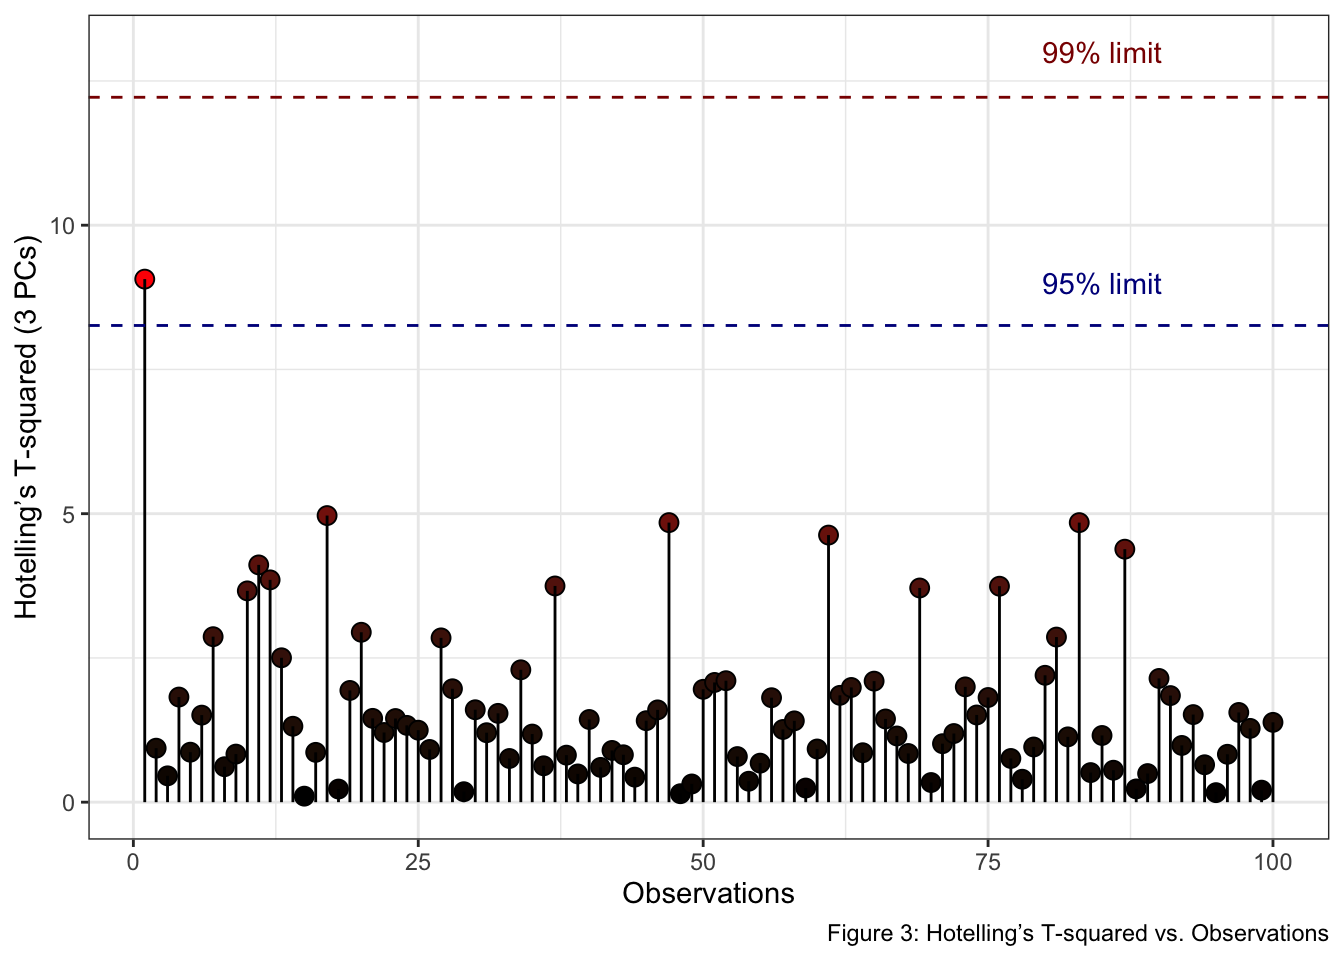 99% limit
10
95% limit
5
0
Hotelling’s T-squared (3 PCs)
0 25 50 75 100
Observations
Figure 3: Hotelling’s T-squared vs. Observations